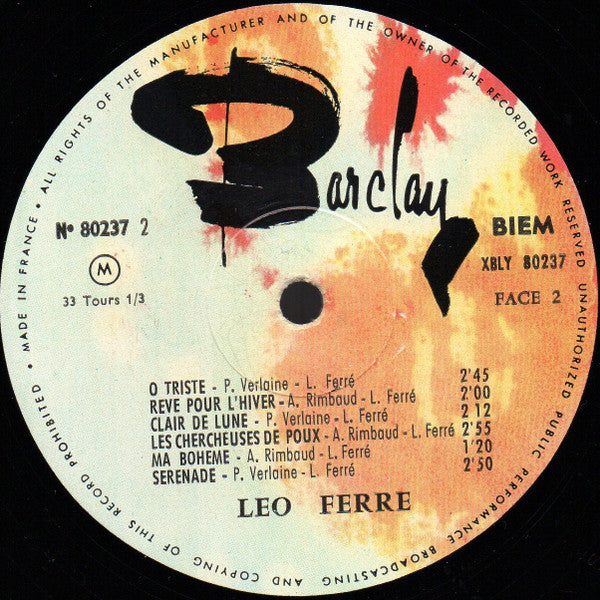 MADE IN FRANCE • ALL RIGHTS OF THE MANUFACTURER AND OF THE OWNER OF THE RECORDED WORK RESERVED UNAUTHORIZED PUBLIC PERFORMANCE BROADCASTING AND COPYING OF THIS RECORD PROHIBITED •
Barclay
Nº 80237 2
BIEM
M
XBLY 80237
33 Tours 1/3
FACE 2
O TRISTE - P. Verlaine - L. Ferré 2'45
REVE POUR L'HIVER - A. Rimbaud - L. Ferré 2'00
CLAIR DE LUNE - P. Verlaine - L. Ferré 2 12
LES CHERCHEUSES DE POUX - A. Rimbaud - L. Ferré 2'55
MA BOHEME - A. Rimbaud - L. Ferré 1'20
SERENADE - P. Verlaine - L. Ferré 2'50
LEO FERRE